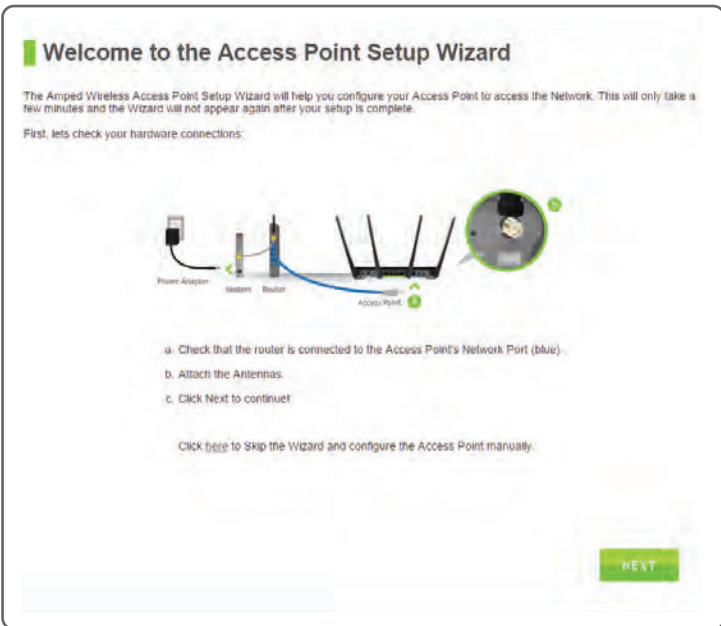 Welcome to the Access Point Setup Wizard
The Amped Wireless Access Point Setup Wizard will help you configure your Access Point to access the Network. This will only take a
few minutes and the Wizard will not appear again after your setup is complete.
First, lets check your hardware connections:
b
Power Adapter
Modem
Router
Access Point
a
a. Check that the router is connected to the Access Point's Network Port (blue).
b. Attach the Antennas.
c. Click Next to continue!
Click here to Skip the Wizard and configure the Access Point manually.
NEXT